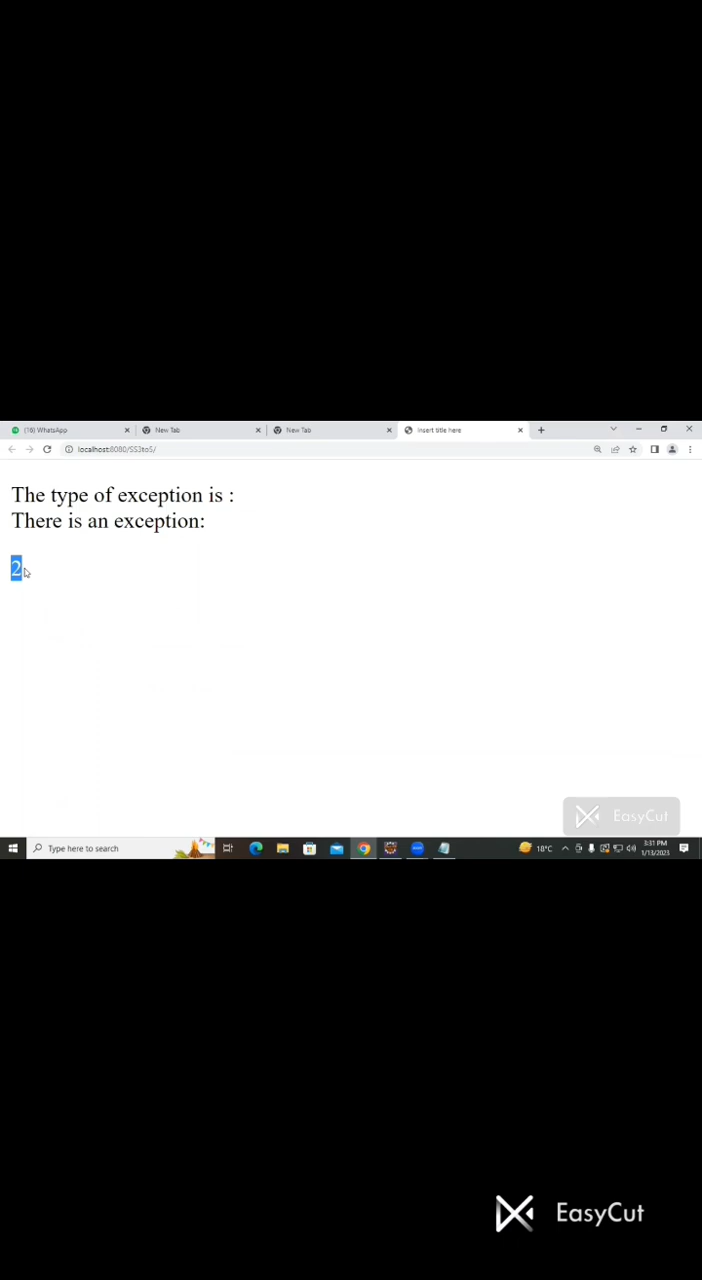 (16) WhatsApp
New Tab
New Tab
Insert title here
localhost:8080/SS3to5/
The type of exception is :
There is an exception:
2
EasyCut
Type here to search
18°C
3:31 PM
1/13/2023
EasyCut